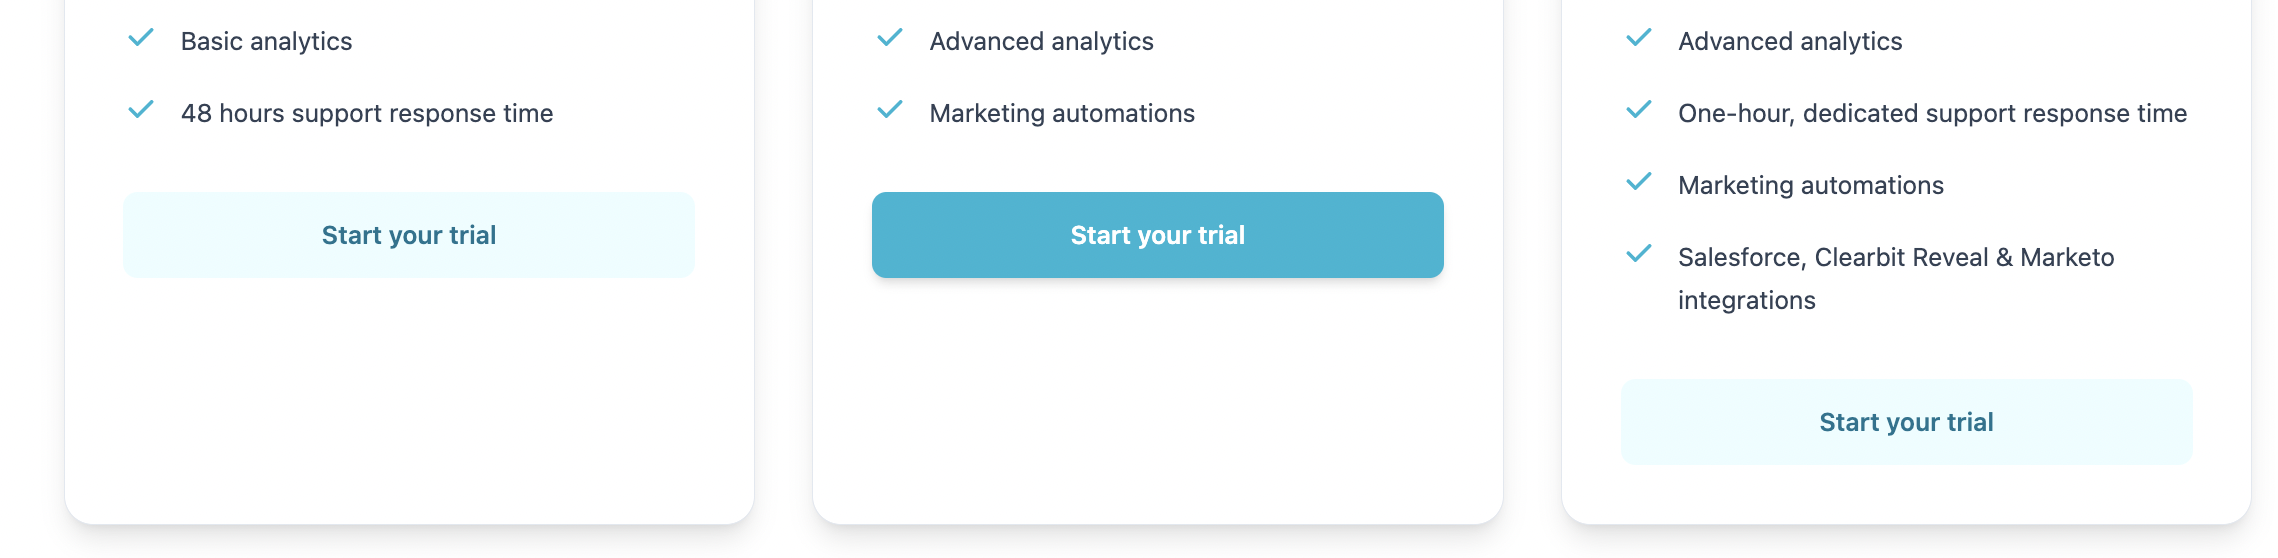 Basic analytics
48 hours support response time
Start your trial
Advanced analytics
Marketing automations
Start your trial
Advanced analytics
One-hour, dedicated support response time
Marketing automations
Salesforce, Clearbit Reveal & Marketo
integrations
Start your trial